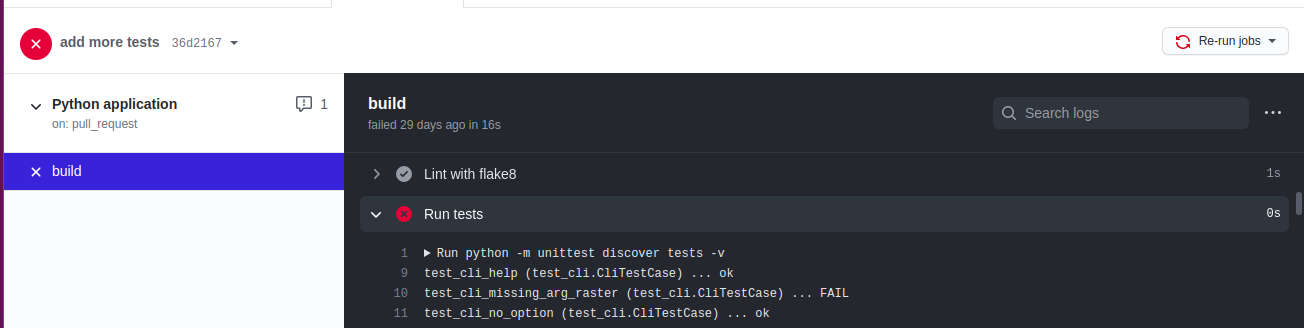 add more tests 36d2167
Re-run jobs
Python application 1
on: pull_request
build
build
failed 29 days ago in 16s
Search logs
Lint with flake8 1s
Run tests 0s
1 Run python -m unittest discover tests -v
9 test_cli_help (test_cli.CliTestCase) ... ok
10 test_cli_missing_arg_raster (test_cli.CliTestCase) ... FAIL
11 test_cli_no_option (test_cli.CliTestCase) ... ok